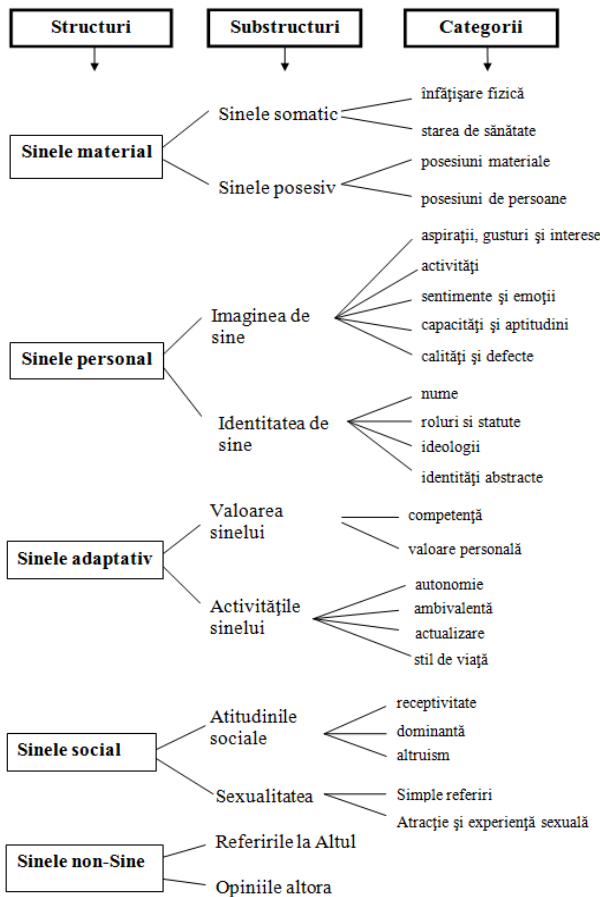 Structuri
Substructuri
Categorii
Sinele material
Sinele somatic
înfăţişare fizică
starea de sănătate
Sinele posesiv
posesiuni materiale
posesiuni de persoane
Sinele personal
Imaginea de
sine
aspiraţii, gusturi şi interese
activităţi
sentimente şi emoţii
capacităţi şi aptitudini
calităţi şi defecte
Identitatea de
sine
nume
roluri si statute
ideologii
identităţi abstracte
Sinele adaptativ
Valoarea
sinelui
competenţă
valoare personală
Activităţile
sinelui
autonomie
ambivalentă
actualizare
stil de viaţă
Sinele social
Atitudinile
sociale
receptivitate
dominantă
altruism
Sexualitatea
Simple referiri
Atracţie şi experienţă sexuală
Sinele non-Sine
Referirile la Altul
Opiniile altora